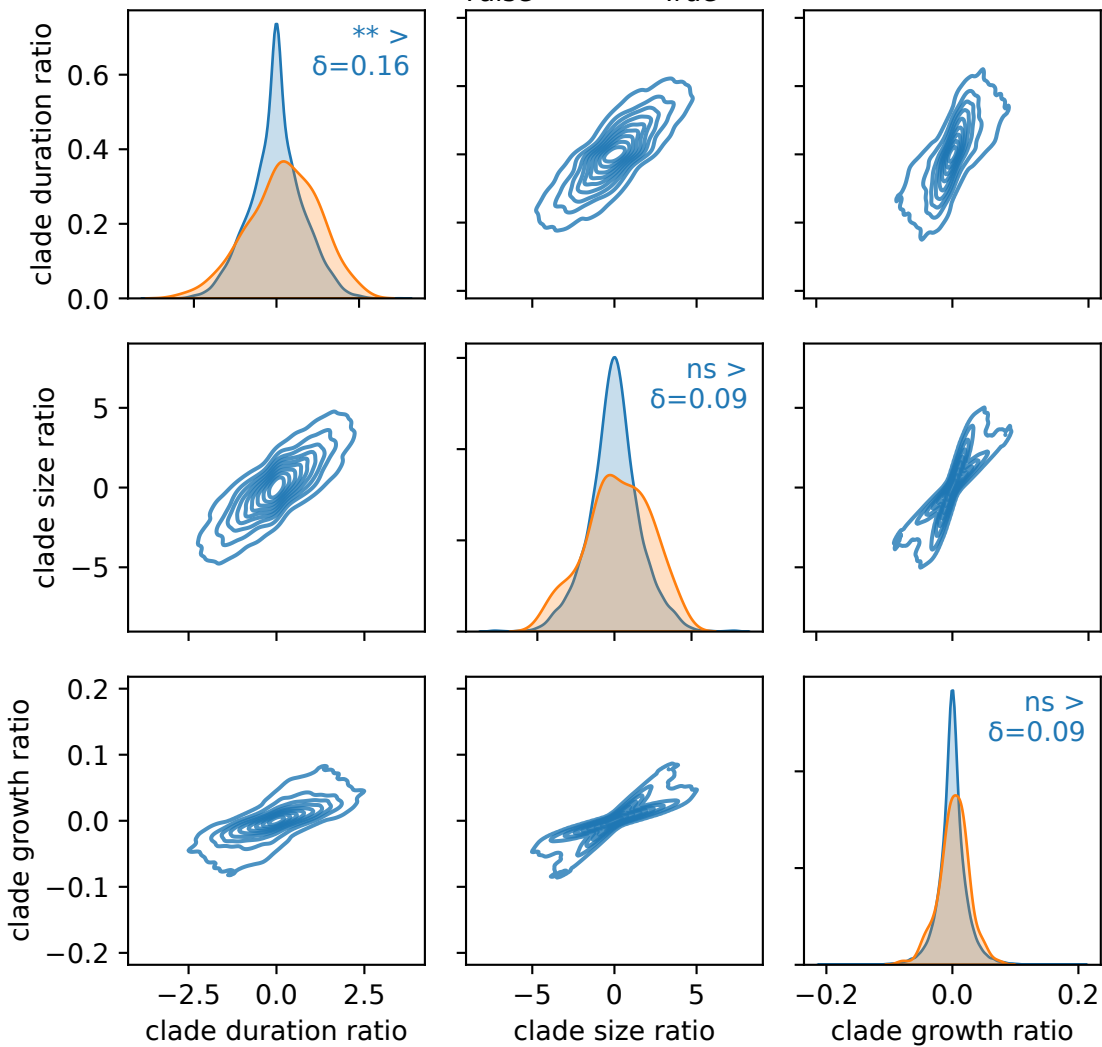 ** >
δ=0.16
clade duration ratio
0.6
0.4
0.2
0.0
ns >
δ=0.09
clade size ratio
5
0
−5
ns >
δ=0.09
clade growth ratio
0.2
0.1
0.0
−0.1
−0.2
−2.5 0.0 2.5
−5 0 5
−0.2 0.0 0.2
clade duration ratio
clade size ratio
clade growth ratio